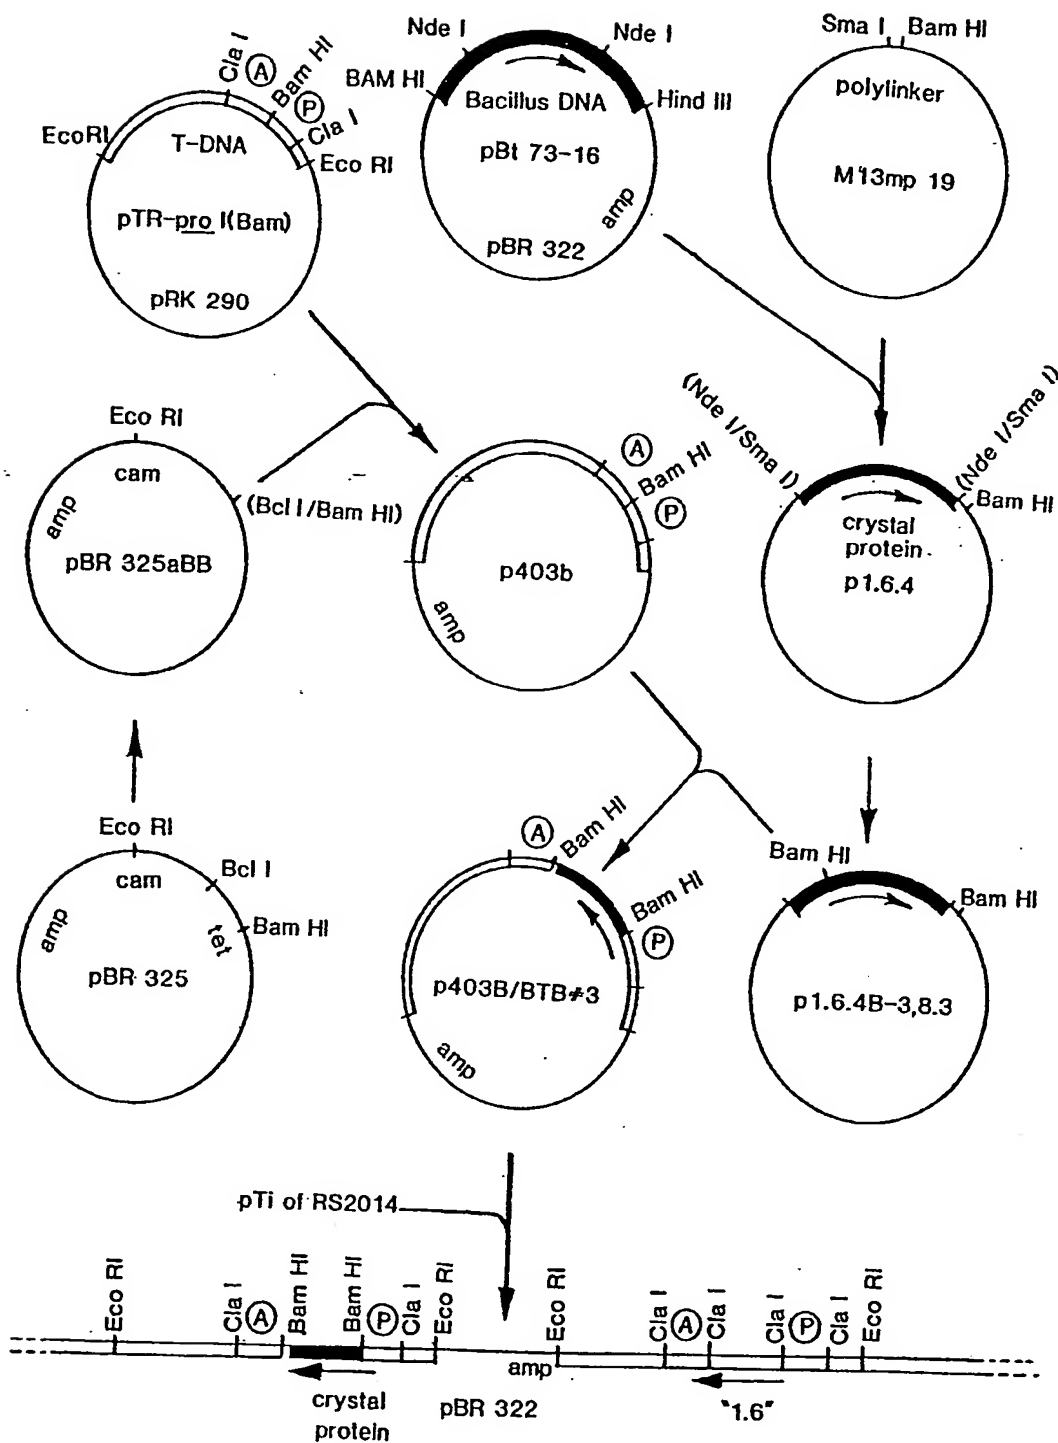 Cla I
Ⓐ
Bam HI
Ⓟ
Cla I
EcoRI
Eco RI
T-DNA
pTR-pro I(Bam)
pRK 290
Nde I
Nde I
BAM HI
Hind III
Bacillus DNA
pBt 73-16
amp
pBR 322
Sma I
Bam HI
polylinker
M13mp 19
Eco RI
cam
amp
(Bcl I/Bam HI)
pBR 325aBB
Ⓐ
Bam HI
Ⓟ
p403b
amp
(Nde I/Sma I)
(Nde I/Sma I)
Bam HI
crystal
protein
p1.6.4
Eco RI
cam
Bcl I
amp
tet
Bam HI
pBR 325
Ⓐ
Bam HI
Bam HI
Ⓟ
p403B/BTB#3
amp
Bam HI
Bam HI
p1.6.4B-3,8.3
pTi of RS2014
Eco RI
Cla I
Ⓐ
Bam HI
Bam HI
Ⓟ
Cla I
Eco RI
Eco RI
Cla I
Ⓐ
Cla I
Cla I
Ⓟ
Cla I
Eco RI
amp
crystal
protein
pBR 322
"1.6"